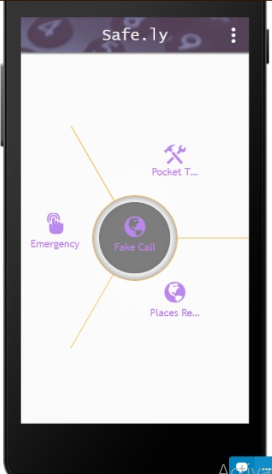 Safe.ly
Pocket T...
Emergency
Fake Call
Places Re...